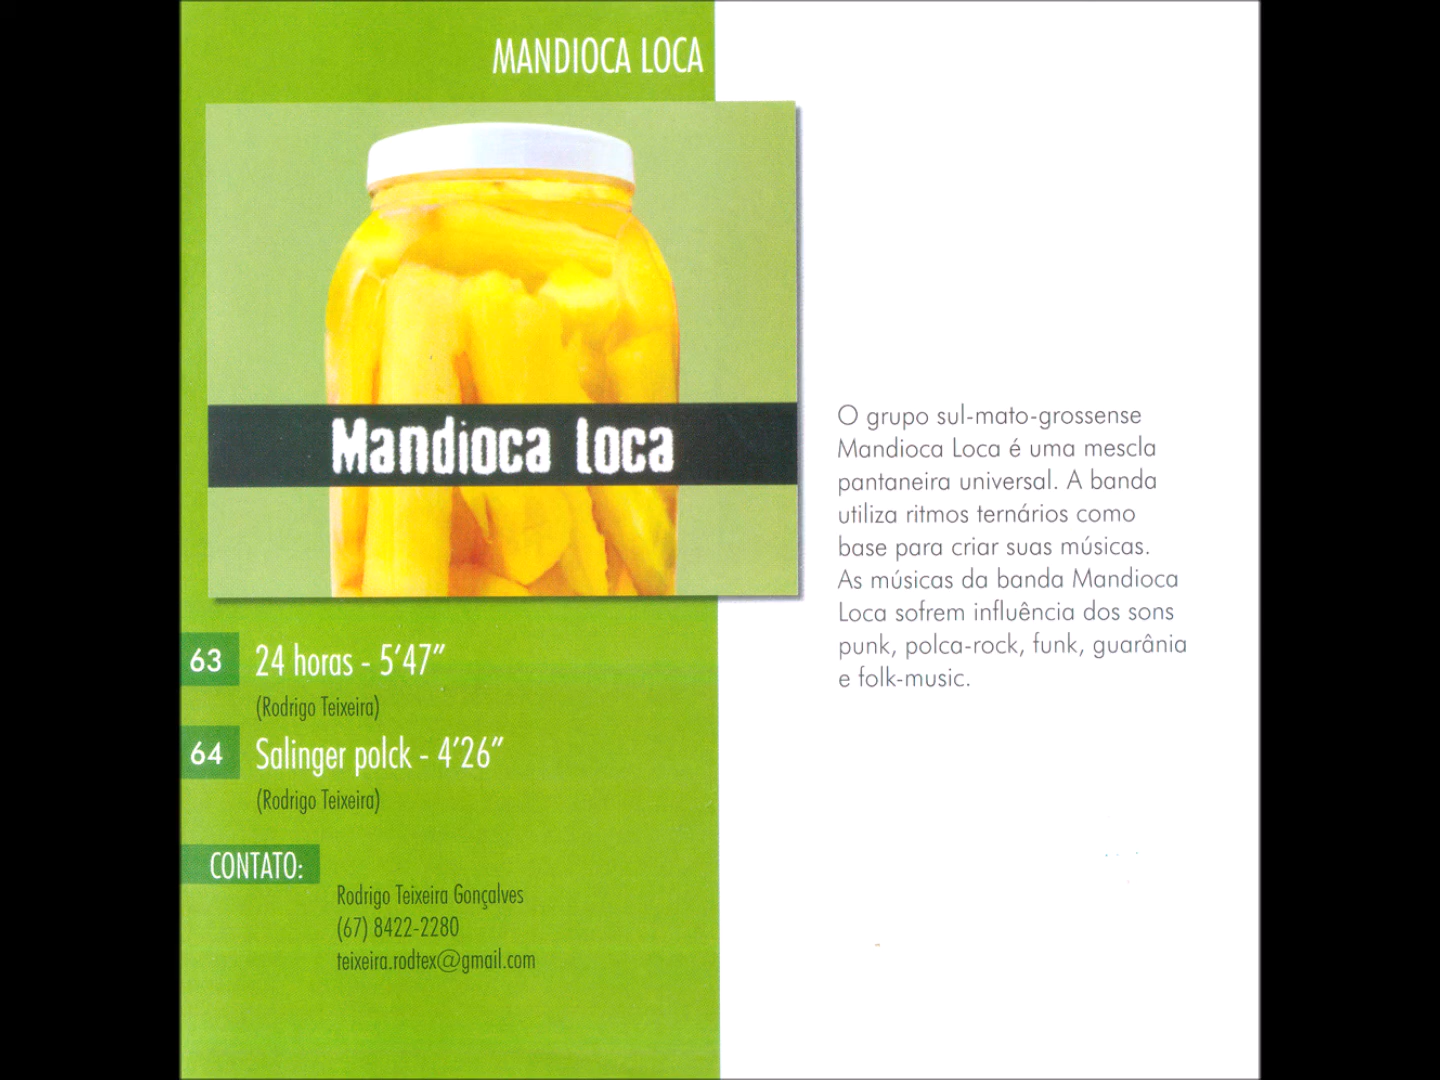 MANDIOCA LOCA
Mandioca loca
63 24 horas - 5'47"
(Rodrigo Teixeira)
64 Salinger polck - 4'26"
(Rodrigo Teixeira)
CONTATO:
Rodrigo Teixeira Gonçalves
(67) 8422-2280
teixeira.rodtex@gmail.com
O grupo sul-mato-grossense
Mandioca Loca é uma mescla
pantaneira universal. A banda
utiliza ritmos ternários como
base para criar suas músicas.
As músicas da banda Mandioca
Loca sofrem influência dos sons
punk, polca-rock, funk, guarânia
e folk-music.